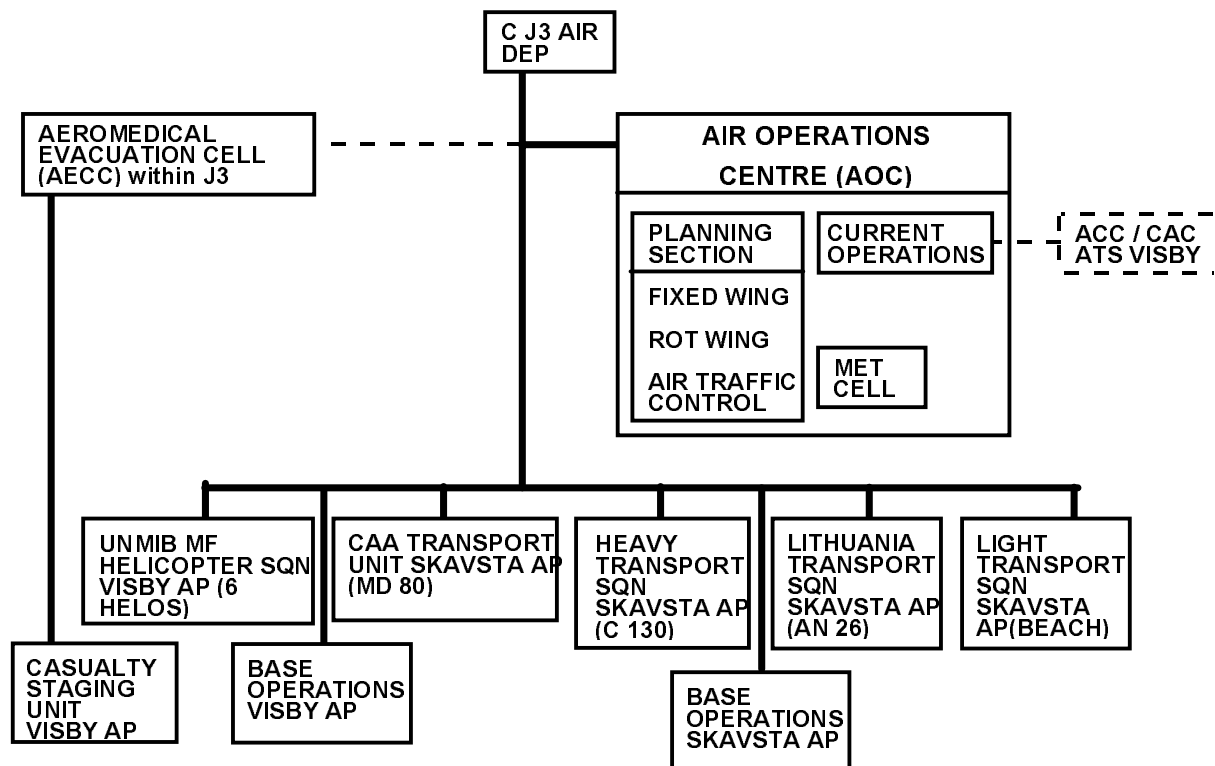 C J3 AIR
DEP
AEROMEDICAL
EVACUATION CELL
(AECC) within J3
AIR OPERATIONS
CENTRE (AOC)
PLANNING
SECTION
FIXED WING
ROT WING
AIR TRAFFIC
CONTROL
CURRENT
OPERATIONS
MET
CELL
ACC / CAC
ATS VISBY
UNMIB MF
HELICOPTER SQN
VISBY AP (6
HELOS)
CAA TRANSPORT
UNIT SKAVSTA AP
(MD 80)
HEAVY
TRANSPORT
SQN
SKAVSTA AP
(C 130)
LITHUANIA
TRANSPORT
SQN
SKAVSTA AP
(AN 26)
LIGHT
TRANSPORT
SQN
SKAVSTA
AP(BEACH)
CASUALTY
STAGING
UNIT
VISBY AP
BASE
OPERATIONS
VISBY AP
BASE
OPERATIONS
SKAVSTA AP